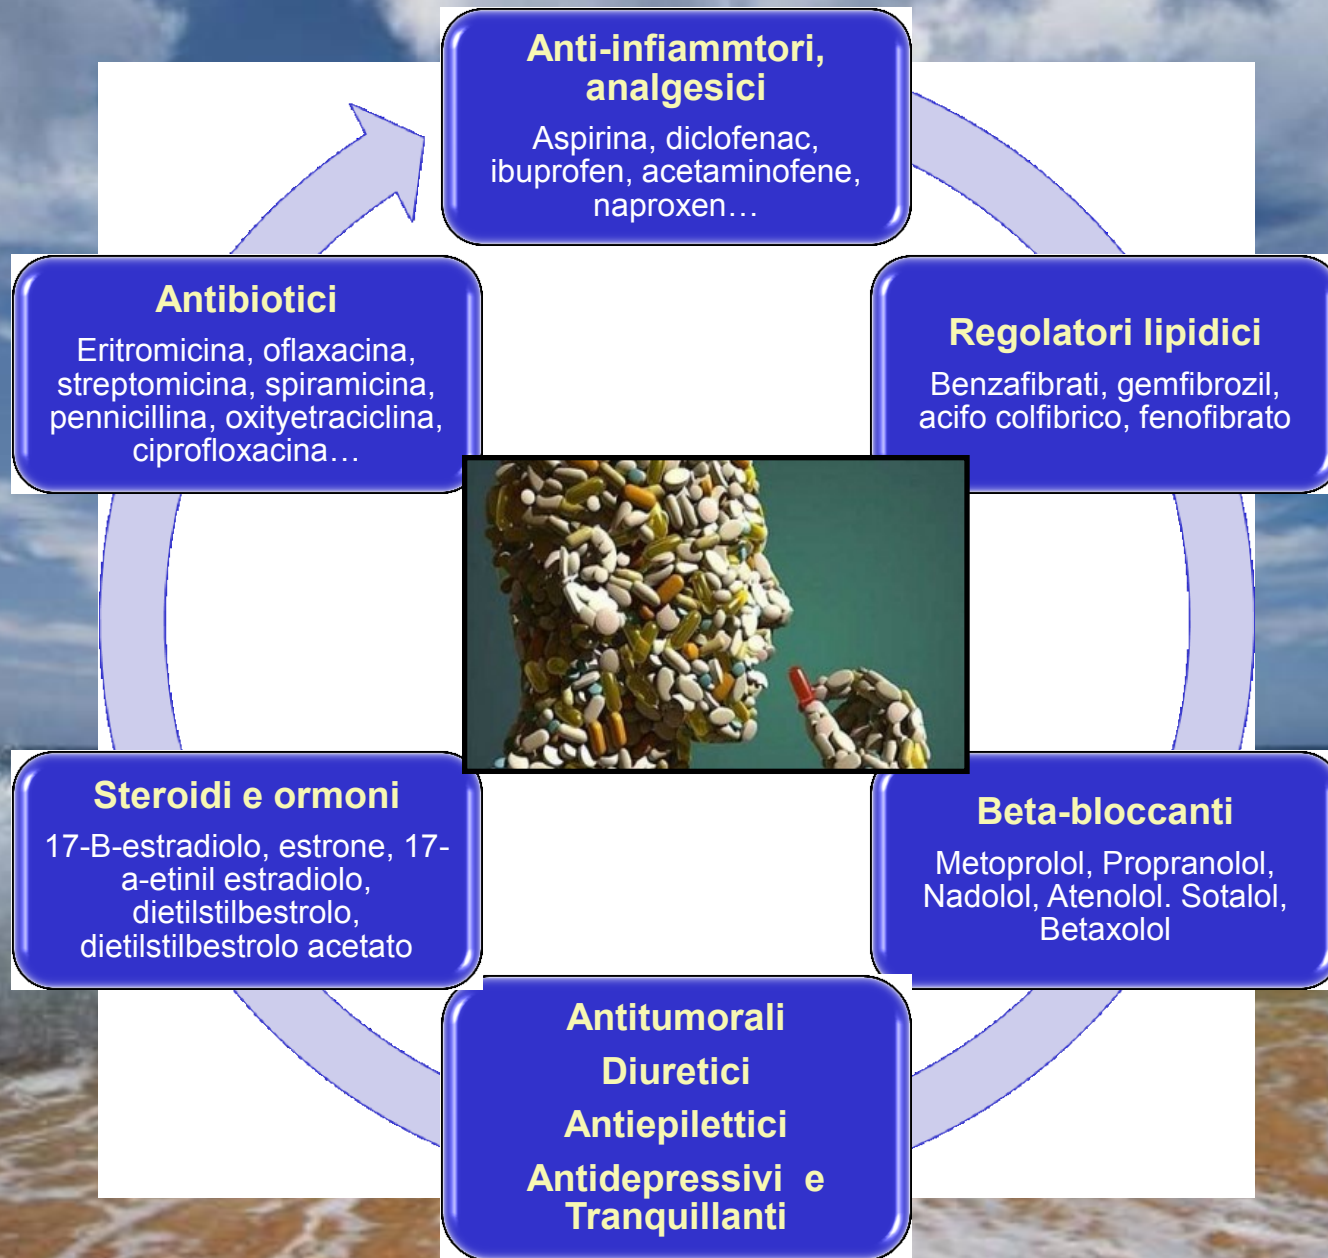 Anti-infiammtori,
analgesici
Aspirina, diclofenac,
ibuprofen, acetaminofene,
naproxen…
Regolatori lipidici
Benzafibrati, gemfibrozil,
acifo colfibrico, fenofibrato
Beta-bloccanti
Metoprolol, Propranolol,
Nadolol, Atenolol. Sotalol,
Betaxolol
Antitumorali
Diuretici
Antiepilettici
Antidepressivi e
Tranquillanti
Steroidi e ormoni
17-B-estradiolo, estrone, 17-
a-etinil estradiolo,
dietilstilbestrolo,
dietilstilbestrolo acetato
Antibiotici
Eritromicina, oflaxacina,
streptomicina, spiramicina,
pennicillina, oxityetraciclina,
ciprofloxacina…